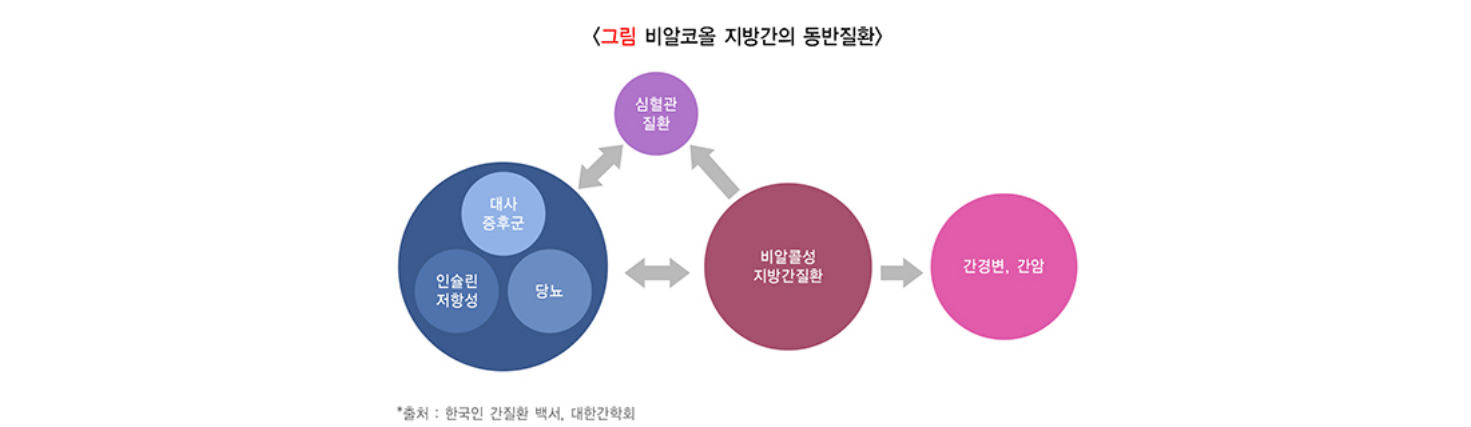 <그림 비알코올 지방간의 동반질환>
심혈관
질환
대사
증후군
인슬린
저항성
당뇨
비알콜성
지방간질환
간경변, 간암
*출처 : 한국인 간질환 백서, 대한간학회